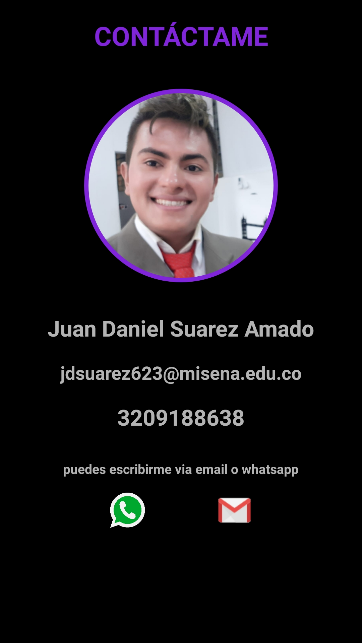 CONTÁCTAME
Juan Daniel Suarez Amado
jdsuarez623@misena.edu.co
3209188638
puedes escribirme via email o whatsapp